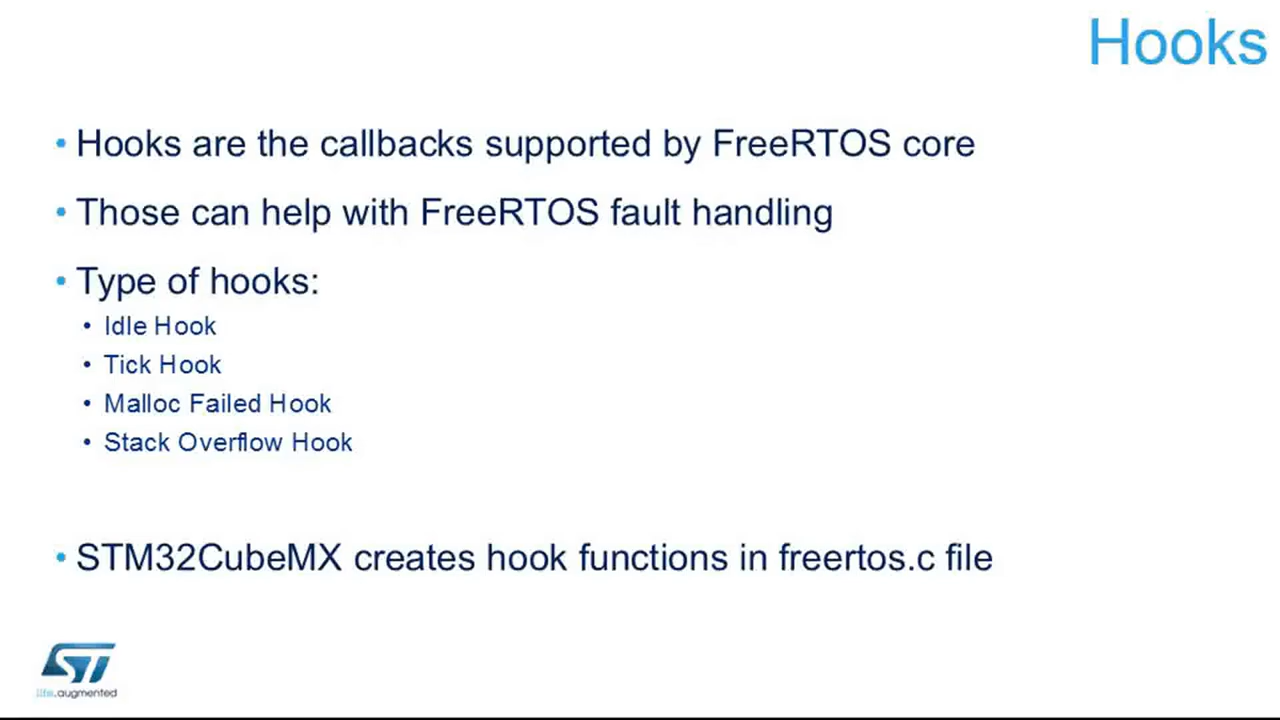 Hooks
• Hooks are the callbacks supported by FreeRTOS core
• Those can help with FreeRTOS fault handling
• Type of hooks:
• Idle Hook
• Tick Hook
• Malloc Failed Hook
• Stack Overflow Hook
• STM32CubeMX creates hook functions in freertos.c file
ST
life.augmented